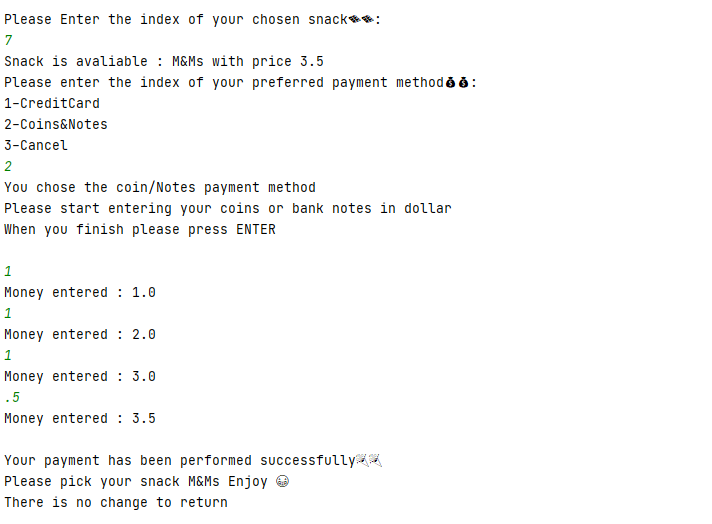 Please Enter the index of your chosen snack🍫🍫:
7
Snack is avaliable : M&Ms with price 3.5
Please enter the index of your preferred payment method💰💰:
1-CreditCard
2-Coins&Notes
3-Cancel
2
You chose the coin/Notes payment method
Please start entering your coins or bank notes in dollar
When you finish please press ENTER
1
Money entered : 1.0
1
Money entered : 2.0
1
Money entered : 3.0
.5
Money entered : 3.5
Your payment has been performed successfully🎉🎉
Please pick your snack M&Ms Enjoy 😂
There is no change to return